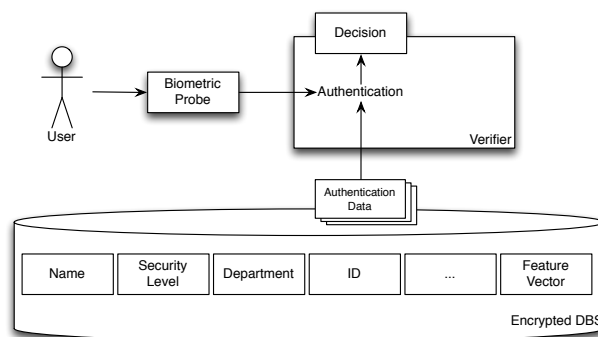 Decision
Biometric
Probe
Authentication
User
Verifier
Authentication
Data
Name
Security
Level
Department
ID
...
Feature
Vector
Encrypted DBS